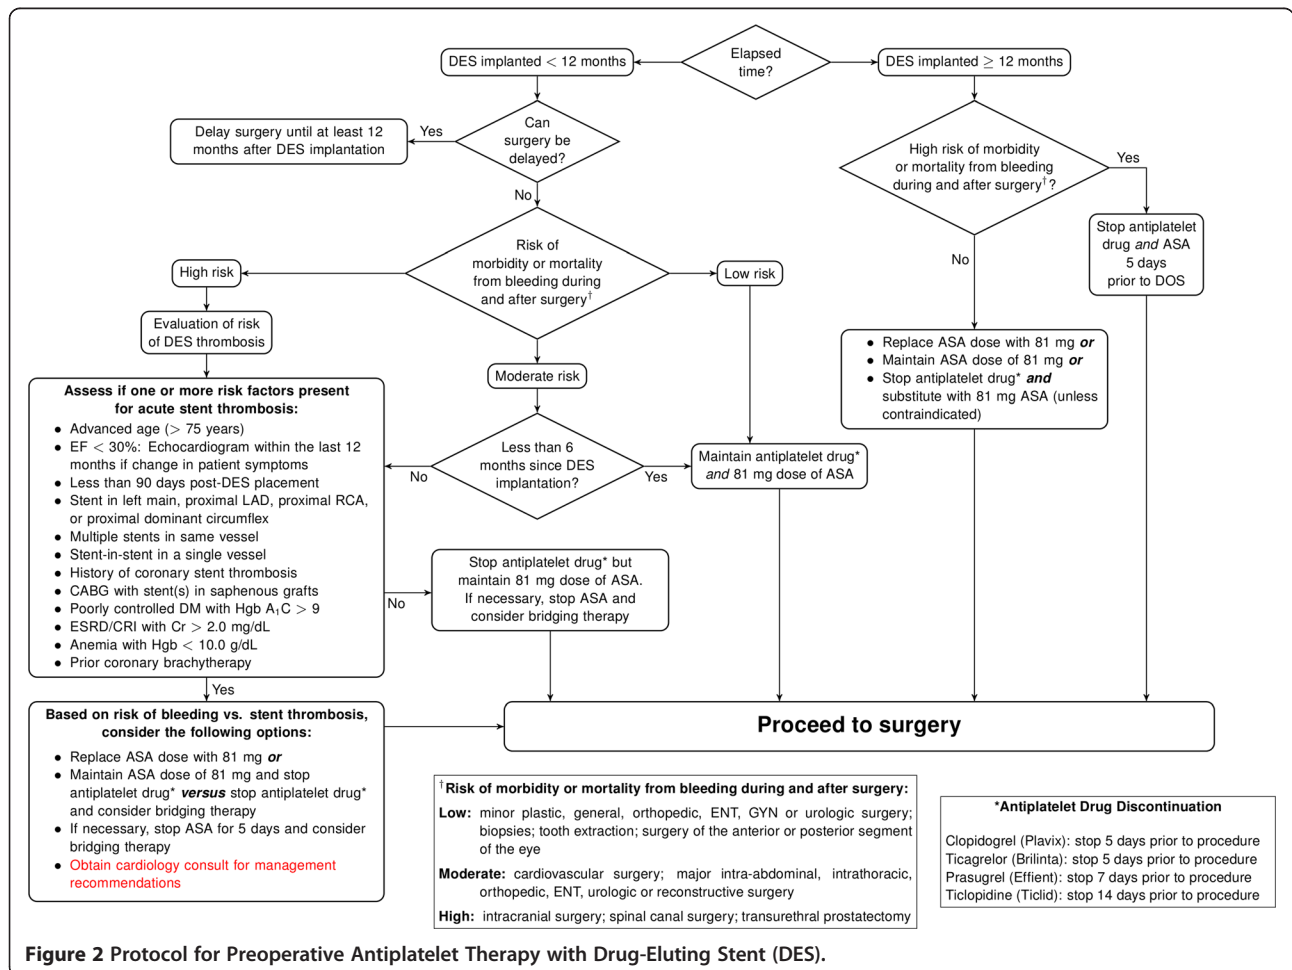 Elapsed
time?
DES implanted < 12 months
DES implanted ≥ 12 months
Can
surgery be
delayed?
Yes
Delay surgery until at least 12
months after DES implantation
No
High risk of morbidity
or mortality from bleeding
during and after surgery†?
Yes
Stop antiplatelet
drug and ASA
5 days
prior to DOS
No
Risk of
morbidity or mortality
from bleeding during
and after surgery†
High risk
Low risk
Evaluation of risk
of DES thrombosis
Moderate risk
● Replace ASA dose with 81 mg or
● Maintain ASA dose of 81 mg or
● Stop antiplatelet drug* and
substitute with 81 mg ASA (unless
contraindicated)
Assess if one or more risk factors present
for acute stent thrombosis:
● Advanced age (> 75 years)
● EF < 30%: Echocardiogram within the last 12
months if change in patient symptoms
● Less than 90 days post-DES placement
● Stent in left main, proximal LAD, proximal RCA,
or proximal dominant circumflex
● Multiple stents in same vessel
● Stent-in-stent in a single vessel
● History of coronary stent thrombosis
● CABG with stent(s) in saphenous grafts
● Poorly controlled DM with Hgb A₁C > 9
● ESRD/CRI with Cr > 2.0 mg/dL
● Anemia with Hgb < 10.0 g/dL
● Prior coronary brachytherapy
Less than 6
months since DES
implantation?
No
Yes
Maintain antiplatelet drug*
and 81 mg dose of ASA
No
Stop antiplatelet drug* but
maintain 81 mg dose of ASA.
If necessary, stop ASA and
consider bridging therapy
Yes
Based on risk of bleeding vs. stent thrombosis,
consider the following options:
● Replace ASA dose with 81 mg or
● Maintain ASA dose of 81 mg and stop
antiplatelet drug* versus stop antiplatelet drug*
and consider bridging therapy
● If necessary, stop ASA for 5 days and consider
bridging therapy
● Obtain cardiology consult for management
recommendations
Proceed to surgery
†Risk of morbidity or mortality from bleeding during and after surgery:
Low: minor plastic, general, orthopedic, ENT, GYN or urologic surgery;
biopsies; tooth extraction; surgery of the anterior or posterior segment
of the eye
Moderate: cardiovascular surgery; major intra-abdominal, intrathoracic,
orthopedic, ENT, urologic or reconstructive surgery
High: intracranial surgery; spinal canal surgery; transurethral prostatectomy
*Antiplatelet Drug Discontinuation
Clopidogrel (Plavix): stop 5 days prior to procedure
Ticagrelor (Brilinta): stop 5 days prior to procedure
Prasugrel (Effient): stop 7 days prior to procedure
Ticlopidine (Ticlid): stop 14 days prior to procedure
Figure 2 Protocol for Preoperative Antiplatelet Therapy with Drug-Eluting Stent (DES).